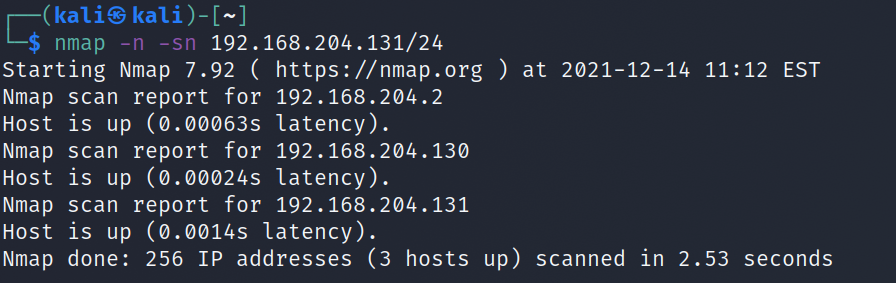 ┌──(kali㉿kali)-[~]
└─$ nmap -n -sn 192.168.204.131/24
Starting Nmap 7.92 ( https://nmap.org ) at 2021-12-14 11:12 EST
Nmap scan report for 192.168.204.2
Host is up (0.00063s latency).
Nmap scan report for 192.168.204.130
Host is up (0.00024s latency).
Nmap scan report for 192.168.204.131
Host is up (0.0014s latency).
Nmap done: 256 IP addresses (3 hosts up) scanned in 2.53 seconds